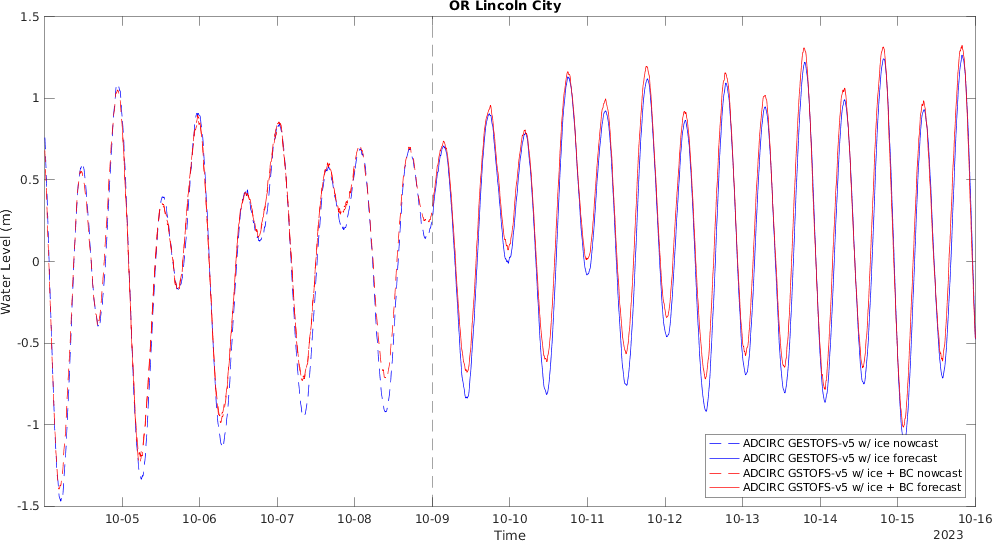 OR Lincoln City
1.5
1
0.5
0
-0.5
-1
-1.5
Water Level (m)
10-05 10-06 10-07 10-08 10-09 10-10 10-11 10-12 10-13 10-14 10-15 10-16
Time
2023
ADCIRC GESTOFS-v5 w/ ice nowcast
ADCIRC GESTOFS-v5 w/ ice forecast
ADCIRC GSTOFS-v5 w/ ice + BC nowcast
ADCIRC GSTOFS-v5 w/ ice + BC forecast